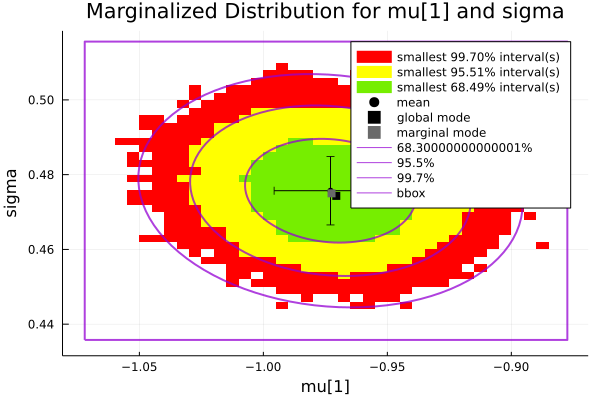 Marginalized Distribution for mu[1] and sigma
smallest 99.70% interval(s)
smallest 95.51% interval(s)
smallest 68.49% interval(s)
mean
global mode
marginal mode
68.30000000000001%
95.5%
99.7%
bbox
sigma
0.50
0.48
0.46
0.44
−1.05
−1.00
−0.95
−0.90
mu[1]